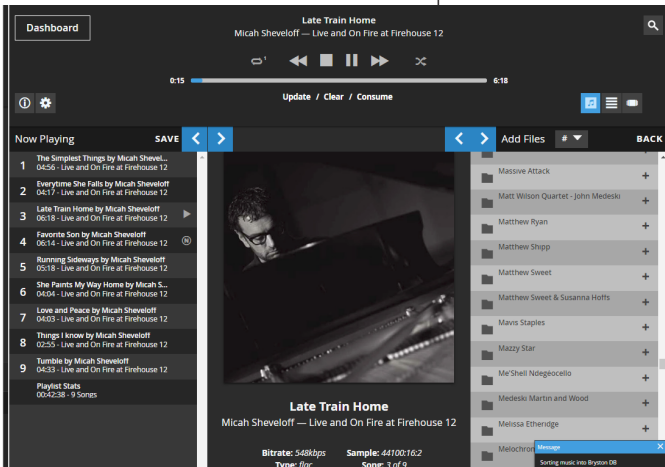 Dashboard
Late Train Home
Micah Sheveloff — Live and On Fire at Firehouse 12
1
0:15
6:18
Update / Clear / Consume
Now Playing
SAVE
Add Files
#
BACK
1 The Simplest Things by Micah Shevel...
04:56 - Live and On Fire at Firehouse 12
2 Everytime She Falls by Micah Sheveloff
04:17 - Live and On Fire at Firehouse 12
3 Late Train Home by Micah Sheveloff
06:18 - Live and On Fire at Firehouse 12
4 Favorite Son by Micah Sheveloff
06:14 - Live and On Fire at Firehouse 12
N
5 Running Sideways by Micah Sheveloff
05:18 - Live and On Fire at Firehouse 12
6 She Paints My Way Home by Micah S...
04:04 - Live and On Fire at Firehouse 12
7 Love and Peace by Micah Sheveloff
04:03 - Live and On Fire at Firehouse 12
8 Things I know by Micah Sheveloff
02:55 - Live and On Fire at Firehouse 12
9 Tumble by Micah Sheveloff
04:33 - Live and On Fire at Firehouse 12
Playlist Stats
00:42:38 - 9 Songs
Late Train Home
Micah Sheveloff — Live and On Fire at Firehouse 12
Bitrate: 548kbps Sample: 44100:16:2
Type: flac Song: 3 of 9
Massive Attack
Matt Wilson Quartet - John Medeski
Matthew Ryan
Matthew Shipp
Matthew Sweet
Matthew Sweet & Susanna Hoffs
Mavis Staples
Mazzy Star
Me'Shell Ndegéocello
Medeski Martin and Wood
Melissa Etheridge
Melochrom
Message
X
Sorting music into Bryston DB